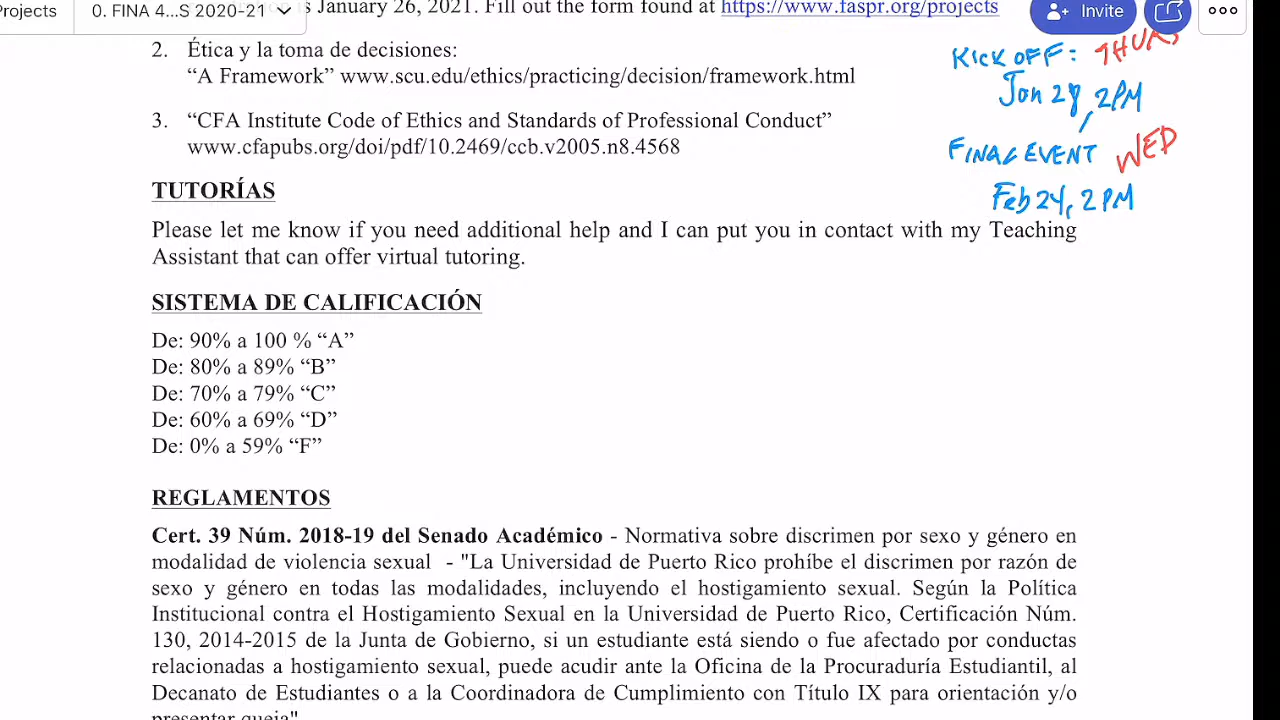 Projects
0. FINA 4...S 2020-21
Invite
is January 26, 2021. Fill out the form found at https://www.faspr.org/projects
2. Ética y la toma de decisiones:
“A Framework” www.scu.edu/ethics/practicing/decision/framework.html
3. “CFA Institute Code of Ethics and Standards of Professional Conduct”
www.cfapubs.org/doi/pdf/10.2469/ccb.v2005.n8.4568
KICK OFF: THURS
Jan 28, 2PM
FINAL EVENT WED
Feb 24, 2PM
TUTORÍAS
Please let me know if you need additional help and I can put you in contact with my Teaching
Assistant that can offer virtual tutoring.
SISTEMA DE CALIFICACIÓN
De: 90% a 100 % “A”
De: 80% a 89% “B”
De: 70% a 79% “C”
De: 60% a 69% “D”
De: 0% a 59% “F”
REGLAMENTOS
Cert. 39 Núm. 2018-19 del Senado Académico - Normativa sobre discrimen por sexo y género en
modalidad de violencia sexual - "La Universidad de Puerto Rico prohíbe el discrimen por razón de
sexo y género en todas las modalidades, incluyendo el hostigamiento sexual. Según la Política
Institucional contra el Hostigamiento Sexual en la Universidad de Puerto Rico, Certificación Núm.
130, 2014-2015 de la Junta de Gobierno, si un estudiante está siendo o fue afectado por conductas
relacionadas a hostigamiento sexual, puede acudir ante la Oficina de la Procuraduría Estudiantil, al
Decanato de Estudiantes o a la Coordinadora de Cumplimiento con Título IX para orientación y/o
presentar queja"